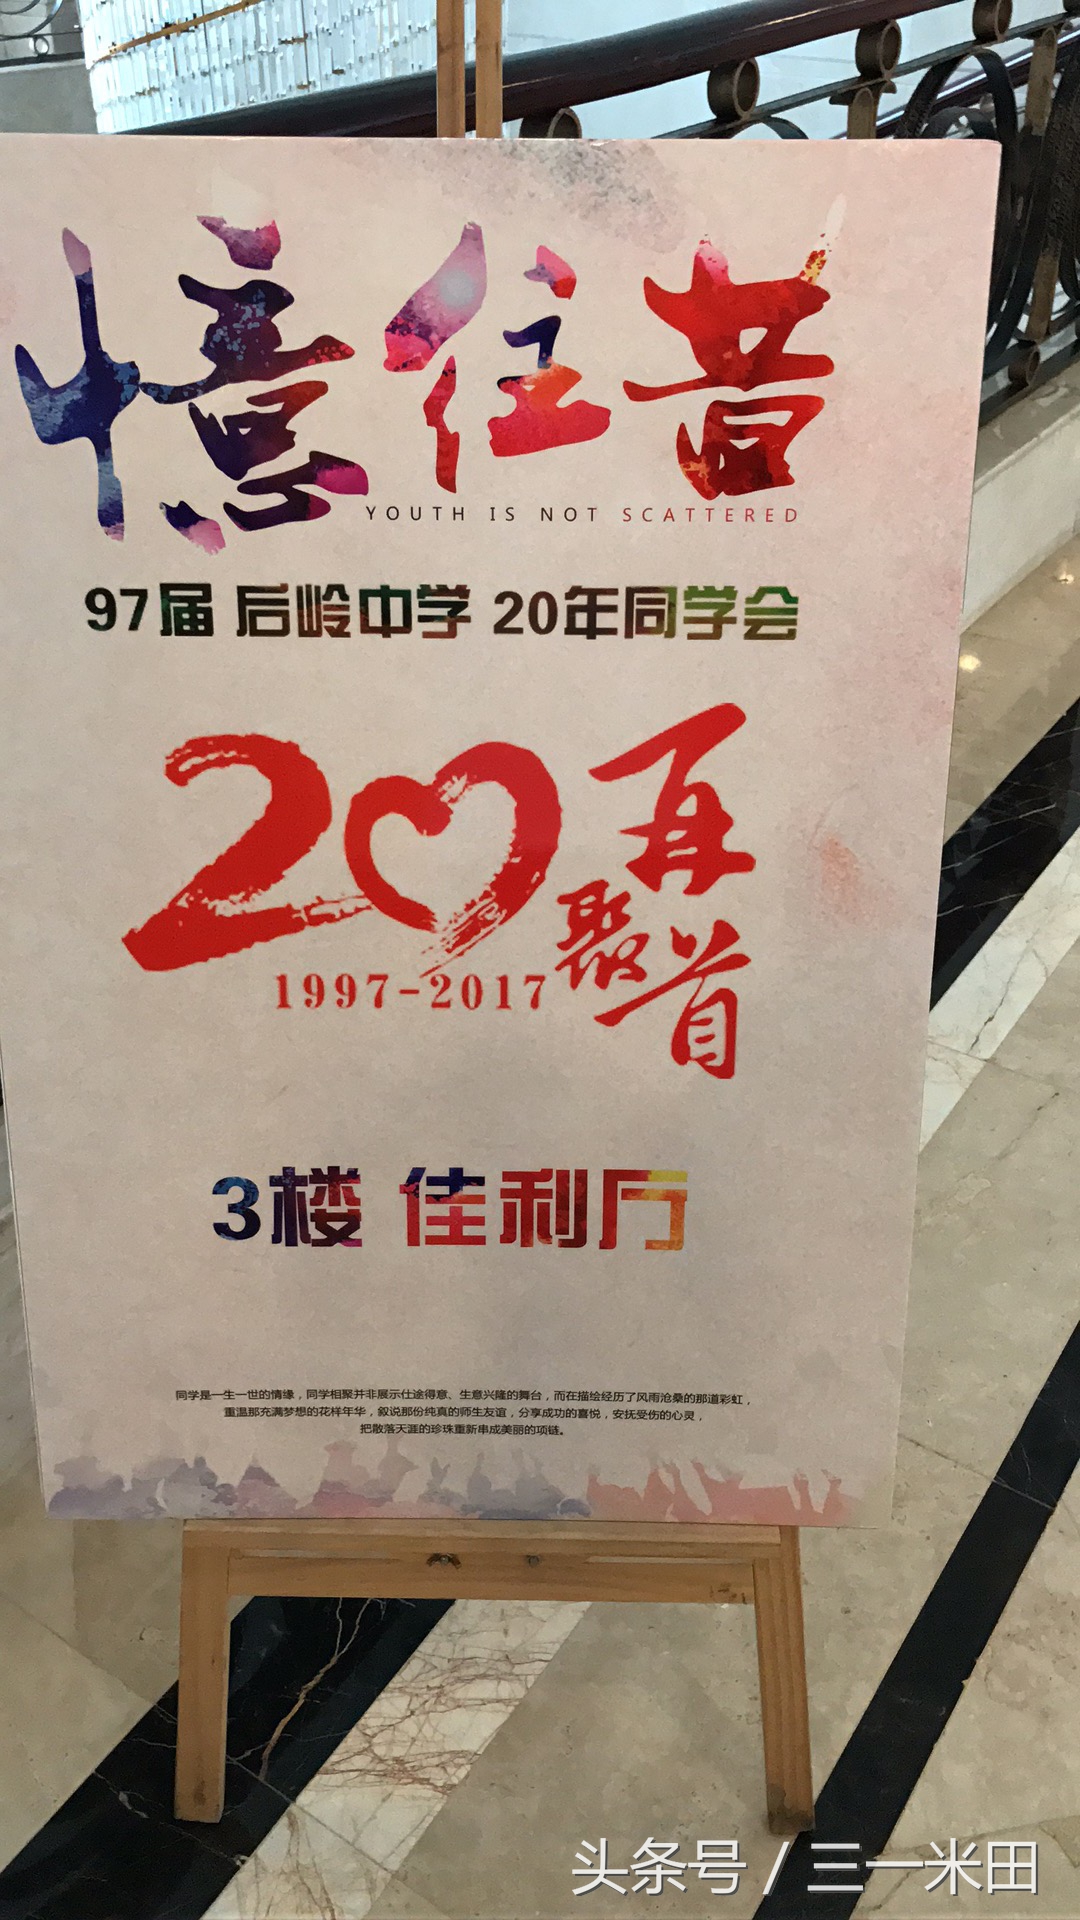 憶往昔
YOUTH IS NOT SCATTERED
97届 后岭中学 20年同学会
20再聚首
1997-2017
3楼 佳利厅
同学是一生一世的情缘，同学相聚并非展示仕途得意、生意兴隆的舞台，而在描绘经历了风雨沧桑的那道彩虹，
重温那充满梦想的花样年华，叙说那份纯真的师生友谊，分享成功的喜悦，安抚受伤的心灵，
把散落天涯的珍珠重新串成美丽的项链。
头条号 / 三一米田